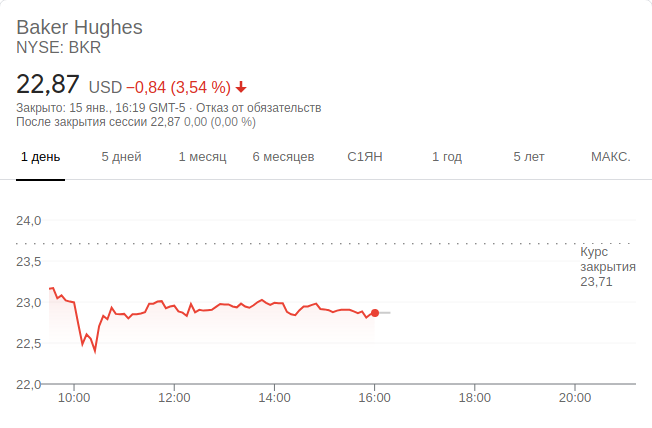 Baker Hughes
NYSE: BKR
22,87 USD −0,84 (3,54 %)
Закрыто: 15 янв., 16:19 GMT-5 · Отказ от обязательств
После закрытия сессии 22,87 0,00 (0,00 %)
1 день 5 дней 1 месяц 6 месяцев С1ЯН 1 год 5 лет МАКС.
24,0
Курс
закрытия
23,71
23,5
23,0
22,5
22,0
10:00 12:00 14:00 16:00 18:00 20:00